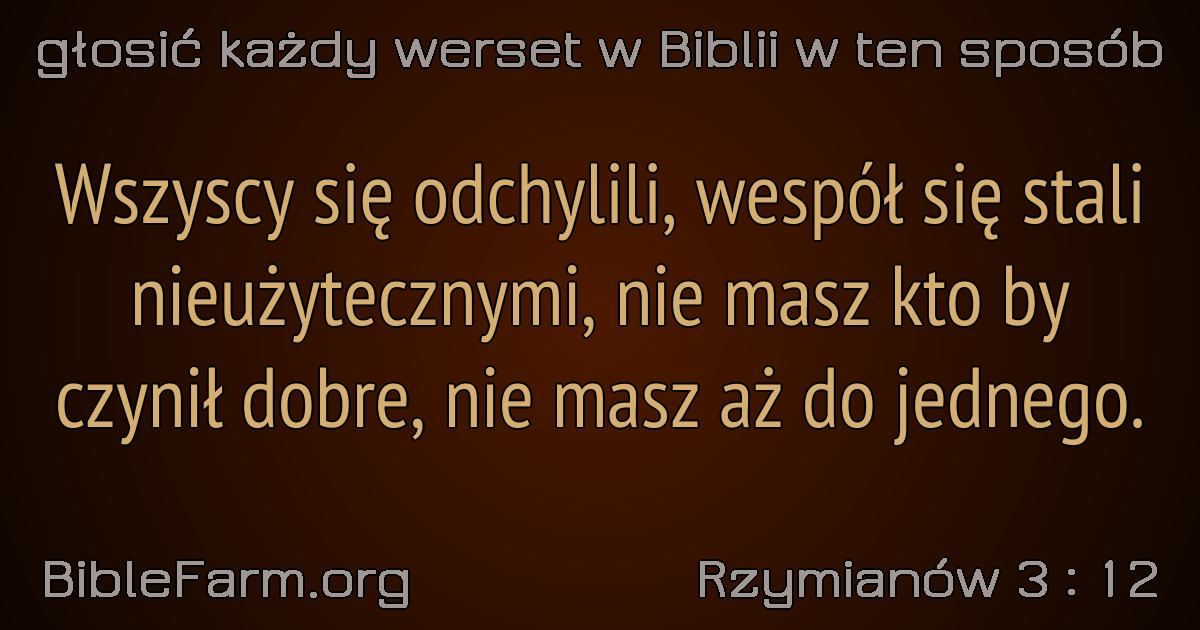 głosić każdy werset w Biblii w ten sposób
Wszyscy się odchylili, wespół się stali
nieużytecznymi, nie masz kto by
czynił dobre, nie masz aż do jednego.
BibleFarm.org
Rzymianów 3 : 12